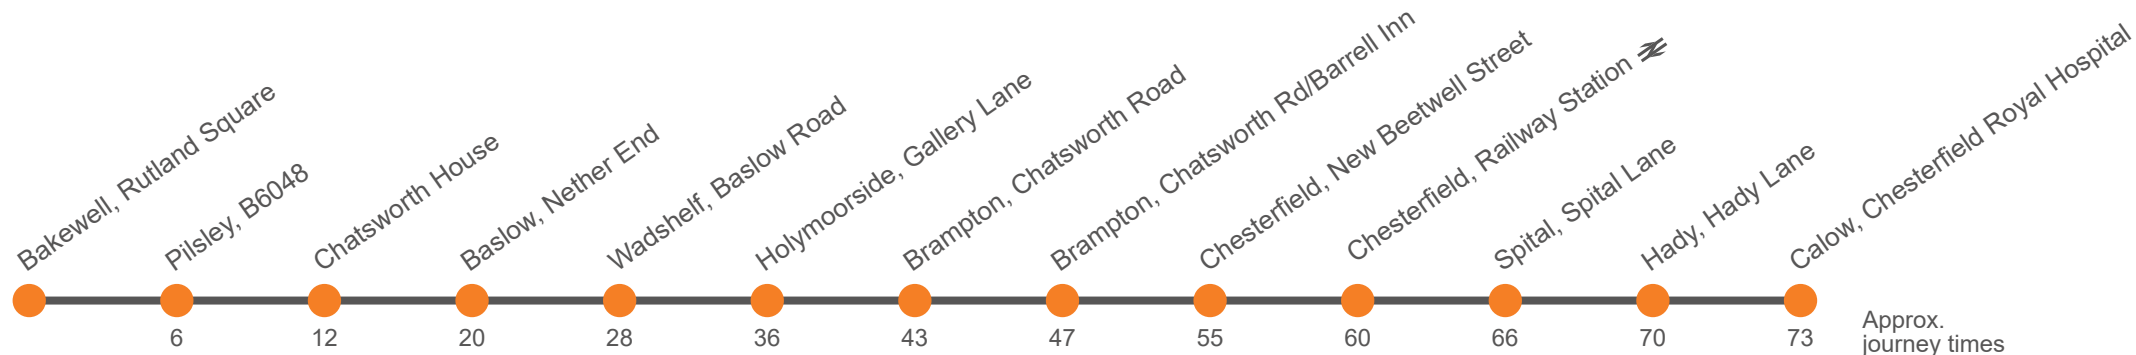 Bakewell, Rutland Square
Pilsley, B6048
Chatsworth House
Baslow, Nether End
Wadshelf, Baslow Road
Holymoorside, Gallery Lane
Brampton, Chatsworth Road
Brampton, Chatsworth Rd/Barrell Inn
Chesterfield, New Beetwell Street
Chesterfield, Railway Station
Spital, Spital Lane
Hady, Hady Lane
Calow, Chesterfield Royal Hospital
6 12 20 28 36 43 47 55 60 66 70 73
Approx.
journey times